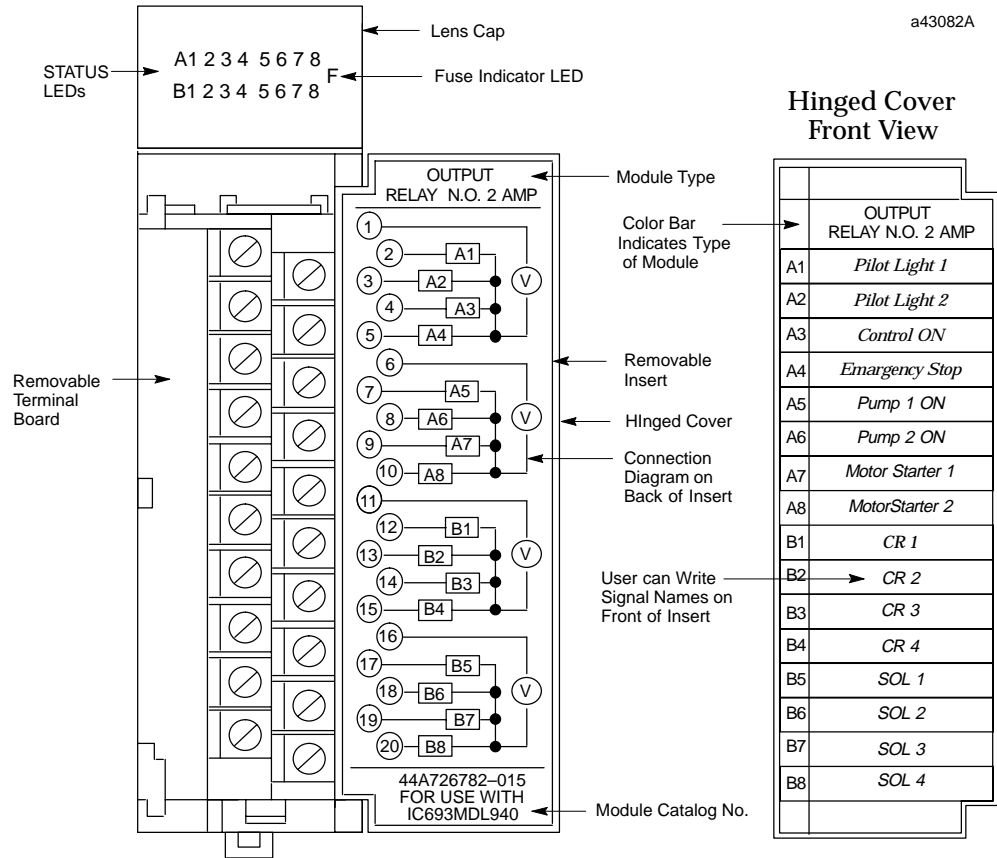 a43082A
Lens Cap
A1 2 3 4 5 6 7 8
B1 2 3 4 5 6 7 8
F
STATUS
LEDs
Fuse Indicator LED
Hinged Cover
Front View
OUTPUT
RELAY N.O. 2 AMP
Module Type
1
2 A1
3 A2 V
4 A3
5 A4
6
7 A5
8 A6 V
9 A7
10 A8
11
12 B1
13 B2 V
14 B3
15 B4
16
17 B5
18 B6 V
19 B7
20 B8
44A726782–015
FOR USE WITH
IC693MDL940
Removable
Terminal
Board
Color Bar
Indicates Type
of Module
Removable
Insert
HInged Cover
Connection
Diagram on
Back of Insert
User can Write
Signal Names on
Front of Insert
Module Catalog No.
OUTPUT
RELAY N.O. 2 AMP
A1 Pilot Light 1
A2 Pilot Light 2
A3 Control ON
A4 Emargency Stop
A5 Pump 1 ON
A6 Pump 2 ON
A7 Motor Starter 1
A8 MotorStarter 2
B1 CR 1
B2 CR 2
B3 CR 3
B4 CR 4
B5 SOL 1
B6 SOL 2
B7 SOL 3
B8 SOL 4